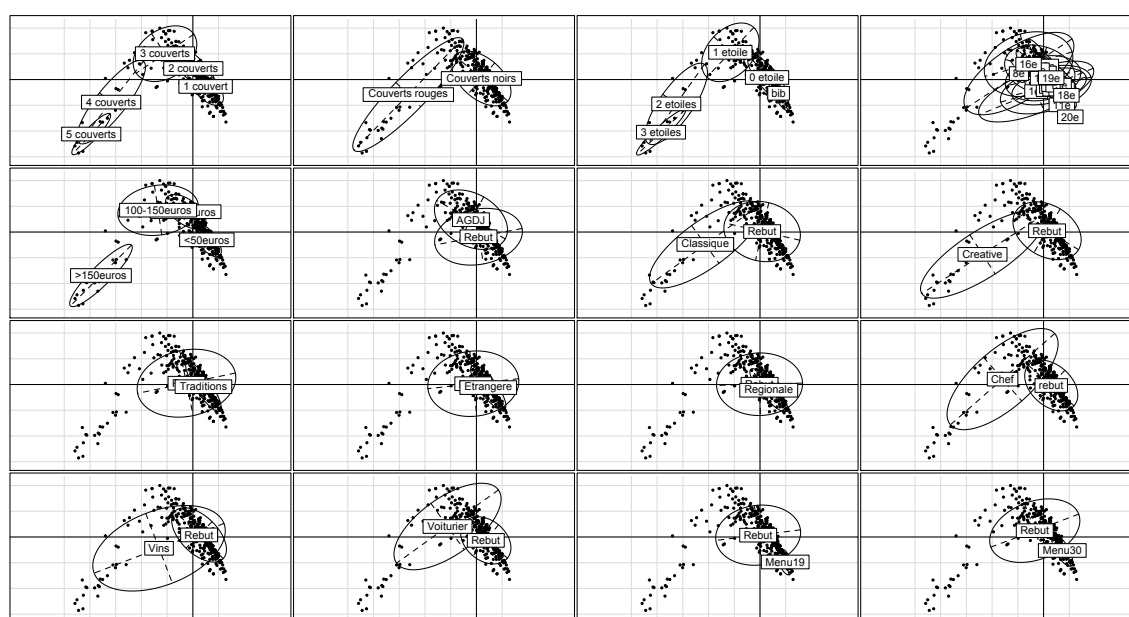 3 couverts
2 couverts
1 couvert
4 couverts
5 couverts
Couverts noirs
Couverts rouges
1 etoile
0 etoile
bib
2 etoiles
3 etoiles
16e
8e
19e
18e
1e
20e
100-150euros
<50euros
>150euros
AGDJ
Rebut
Rebut
Classique
Rebut
Creative
Traditions
Etrangere
Regionale
Chef
rebut
Rebut
Vins
Voiturier
Rebut
Rebut
Menu19
Rebut
Menu30